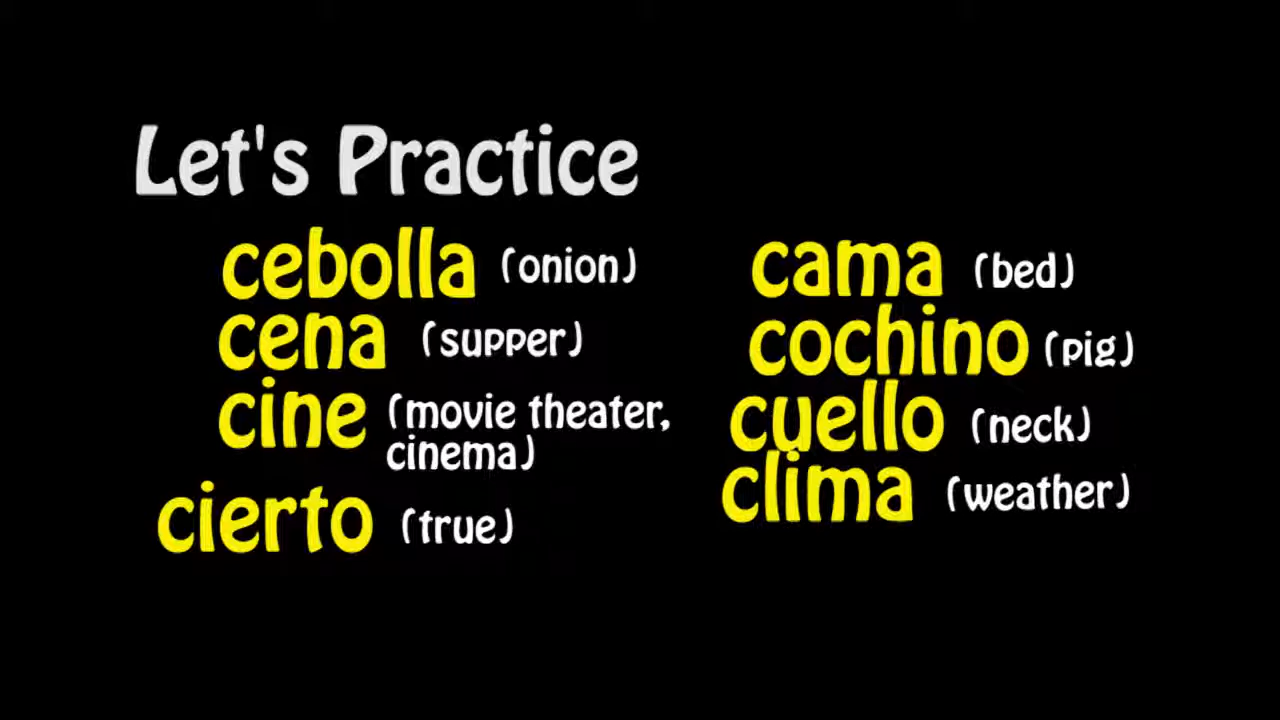 Let's Practice
cebolla (onion)
cena (supper)
cine (movie theater,
cinema)
cierto (true)
cama (bed)
cochino (pig)
cuello (neck)
clima (weather)